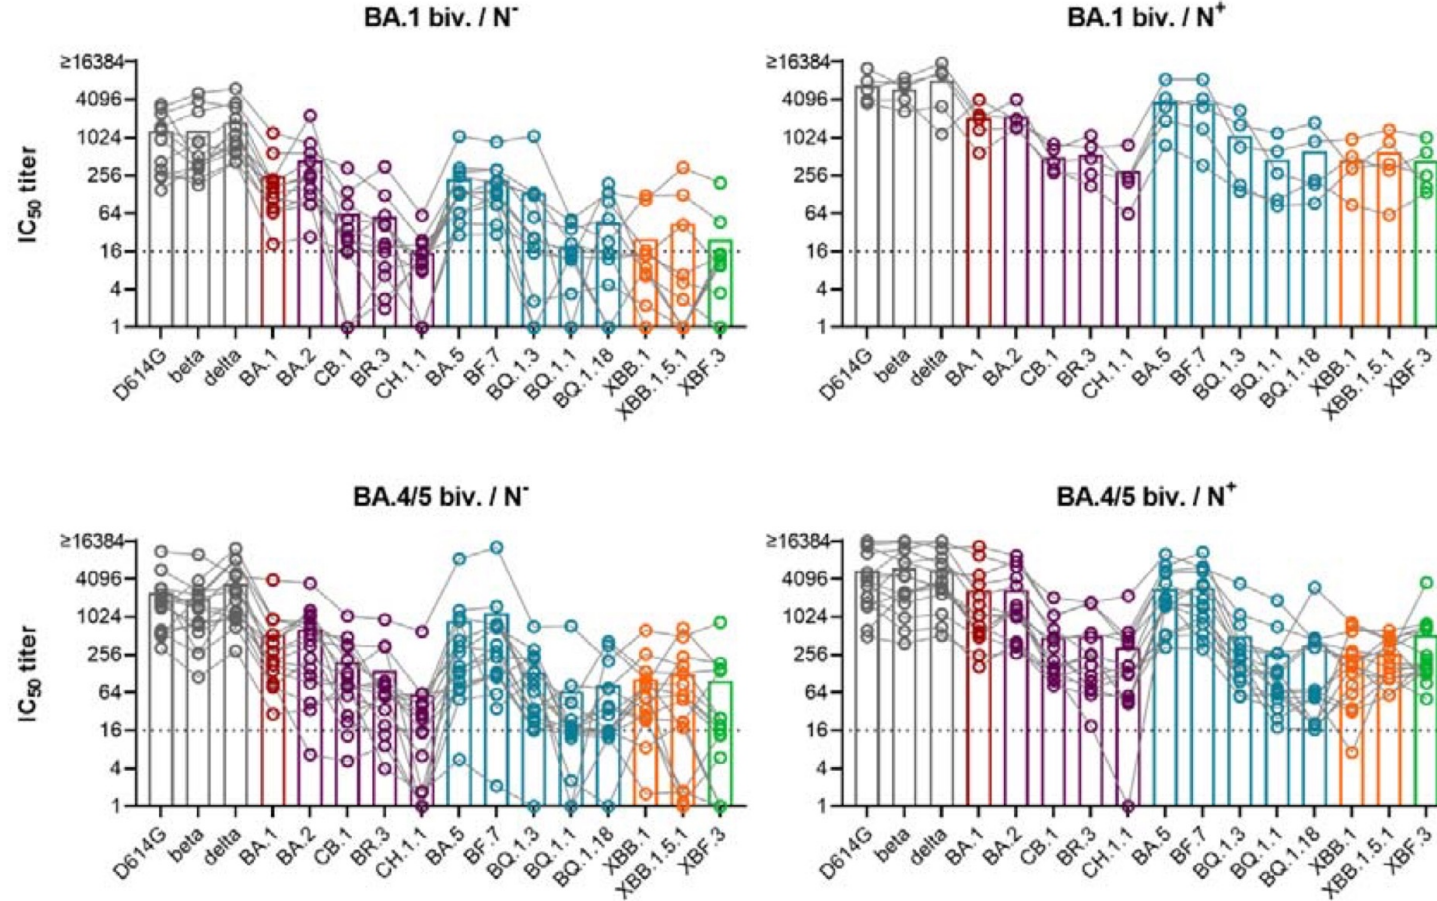 BA.1 biv. / N⁻
IC₅₀ titer
≥16384
4096
1024
256
64
16
4
1
D614G
beta
delta
BA.1
BA.2
CB.1
BR.3
CH.1.1
BA.5
BF.7
BQ.1.3
BQ.1.1
BQ.1.18
XBB.1
XBB.1.5.1
XBF.3
BA.1 biv. / N⁺
≥16384
4096
1024
256
64
16
4
1
D614G
beta
delta
BA.1
BA.2
CB.1
BR.3
CH.1.1
BA.5
BF.7
BQ.1.3
BQ.1.1
BQ.1.18
XBB.1
XBB.1.5.1
XBF.3
BA.4/5 biv. / N⁻
IC₅₀ titer
≥16384
4096
1024
256
64
16
4
1
D614G
beta
delta
BA.1
BA.2
CB.1
BR.3
CH.1.1
BA.5
BF.7
BQ.1.3
BQ.1.1
BQ.1.18
XBB.1
XBB.1.5.1
XBF.3
BA.4/5 biv. / N⁺
≥16384
4096
1024
256
64
16
4
1
D614G
beta
delta
BA.1
BA.2
CB.1
BR.3
CH.1.1
BA.5
BF.7
BQ.1.3
BQ.1.1
BQ.1.18
XBB.1
XBB.1.5.1
XBF.3